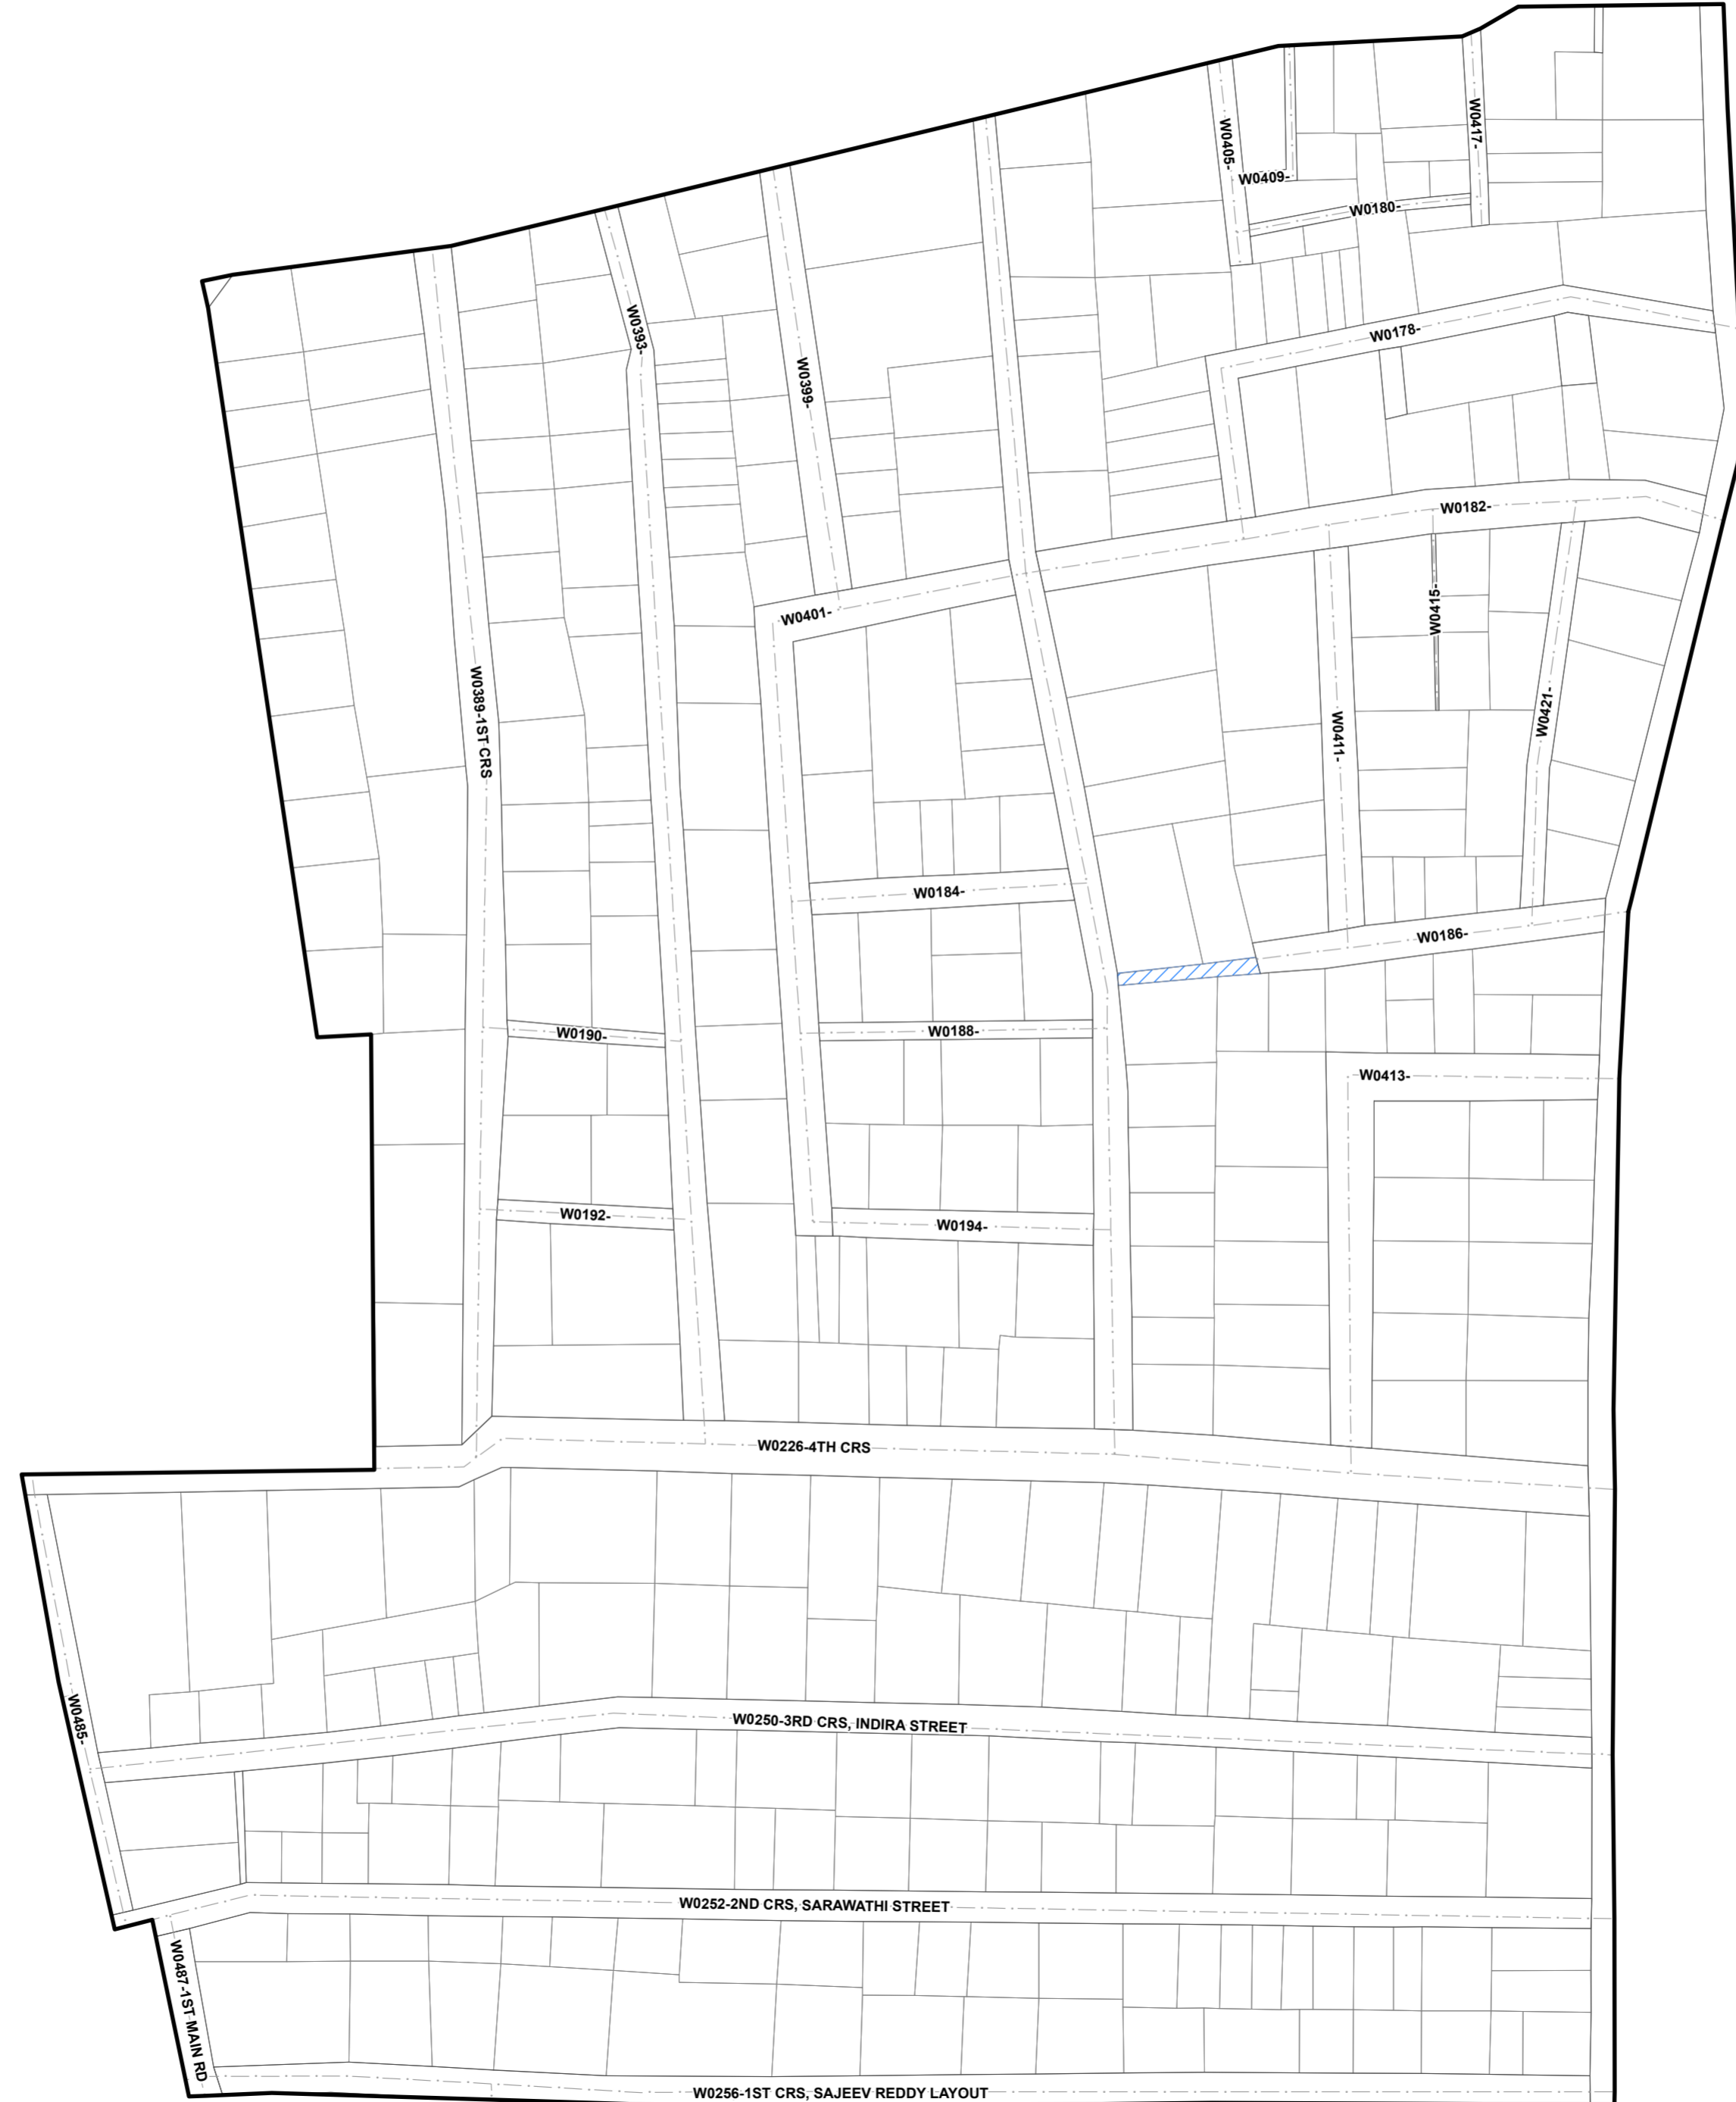 W0417-
W0405-
W0409-
W0180-
W0393-
W0178-
W0399-
W0182-
W0401-
W0415-
W0389-1ST CRS
W0421-
W0411-
W0184-
W0186-
W0190-
W0188-
W0413-
W0192-
W0194-
W0226-4TH CRS
W0485-
W0250-3RD CRS, INDIRA STREET
W0252-2ND CRS, SARAWATHI STREET
W0487-1ST MAIN RD
W0256-1ST CRS, SAJEEV REDDY LAYOUT